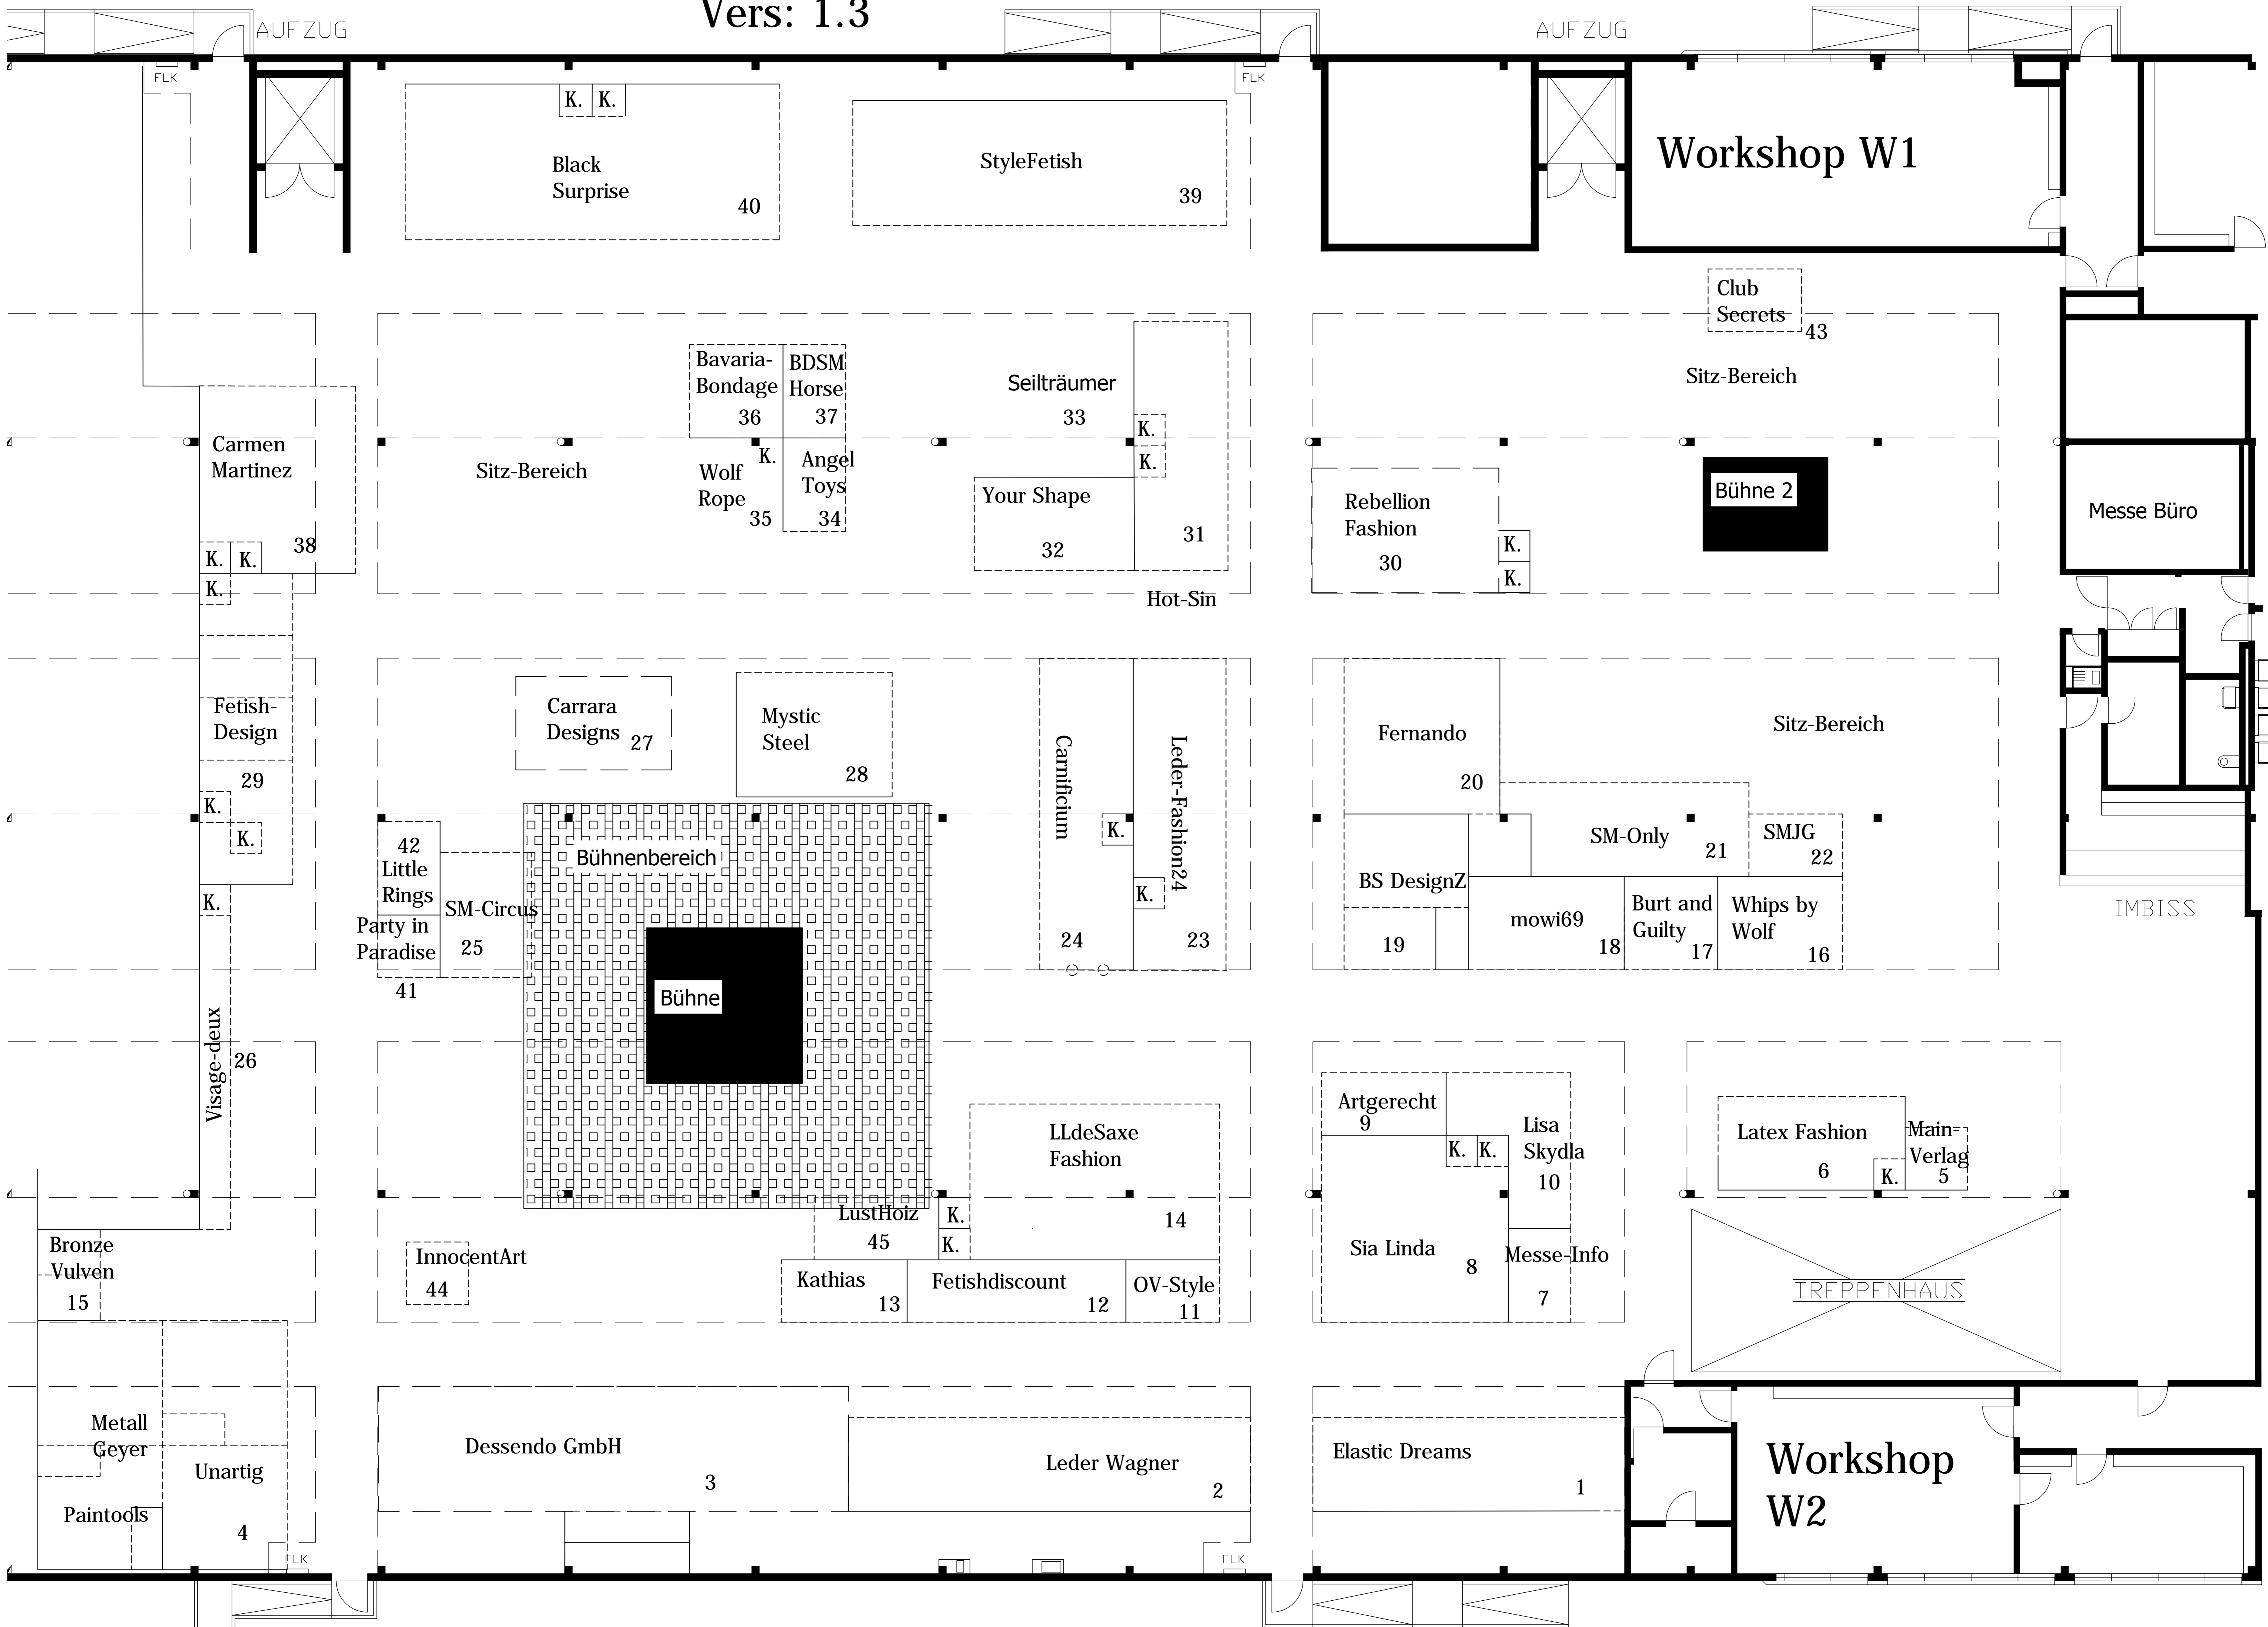 Vers: 1.3
AUFZUG
AUFZUG
FLK
FLK
K. K.
Black
Surprise
40
StyleFetish
39
Workshop W1
Club
Secrets
43
Sitz-Bereich
Bavaria-
Bondage
36
BDSM
Horse
37
Seilträumer
33
K.
K.
31
Carmen
Martinez
38
K. K.
K.
Sitz-Bereich
K.
Wolf
Rope
35
Angel
Toys
34
Your Shape
32
Hot-Sin
Rebellion
Fashion
30
K.
K.
Bühne 2
Messe Büro
Fetish-
Design
29
K.
K.
K.
Carrara
Designs 27
Mystic
Steel
28
Carnificium
24
K.
Leder-Fashion24
K.
23
Fernando
20
Sitz-Bereich
SM-Only
21
SMJG
22
BS DesignZ
19
mowi69
18
Burt and
Guilty
17
Whips by
Wolf
16
IMBISS
42
Little
Rings
Party in
Paradise
41
SM-Circus
25
Bühnenbereich
Bühne
Visage-deux
26
LLdeSaxe
Fashion
14
K.
K.
LustHoiz
45
Artgerecht
9
K. K.
Lisa
Skydla
10
Sia Linda
8
Messe-Info
7
Latex Fashion
6
K.
Main-
Verlag
5
Bronze
Vulven
15
InnocentArt
44
Kathias
13
Fetishdiscount
12
OV-Style
11
TREPPENHAUS
Metall
Geyer
Unartig
Paintools
4
FLK
Dessendo GmbH
3
Leder Wagner
2
FLK
Elastic Dreams
1
Workshop
W2